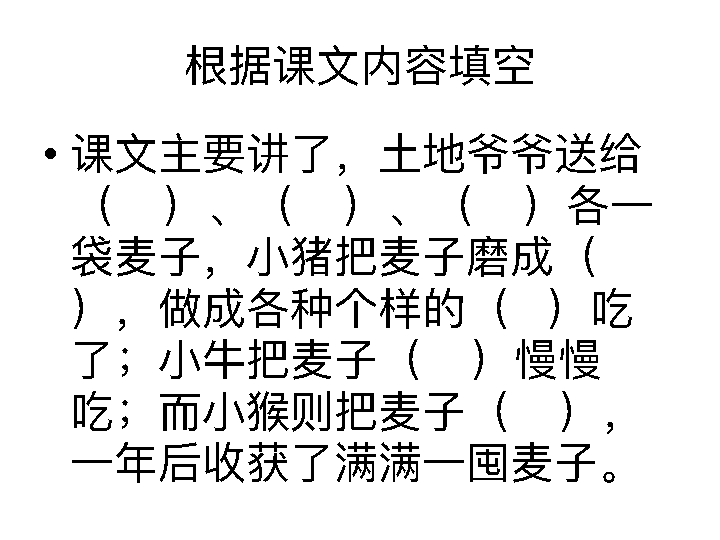 根据课文内容填空
• 课文主要讲了，土地爷爷送给
（　）、（　）、（　）各一
袋麦子，小猪把麦子磨成（
），做成各种个样的（　）吃
了；小牛把麦子（　）慢慢
吃；而小猴则把麦子（　），
一年后收获了满满一囤麦子。